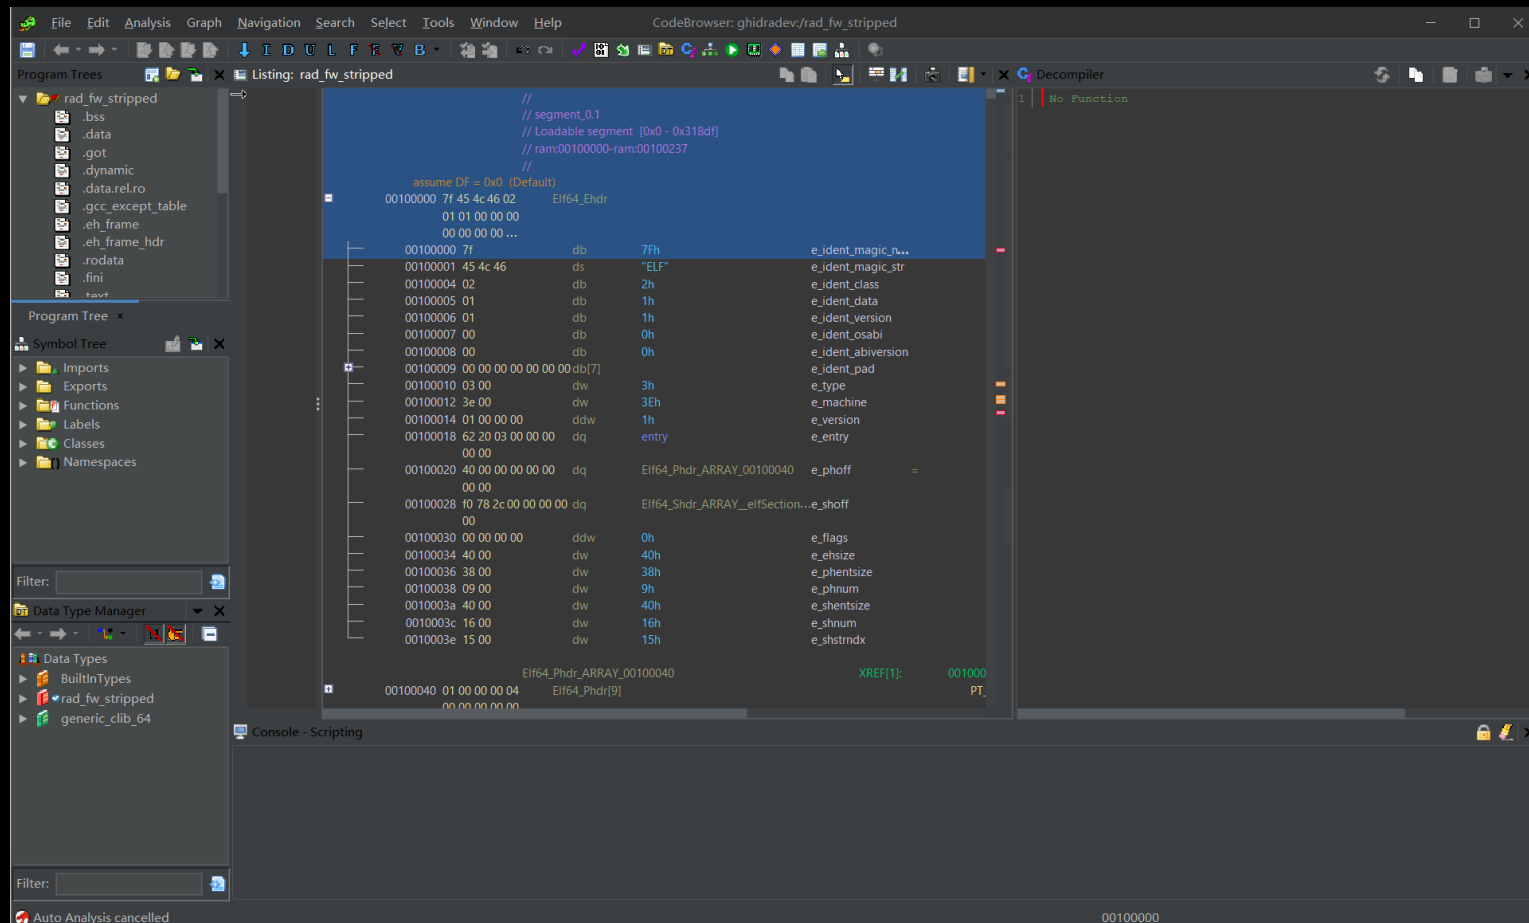 File Edit Analysis Graph Navigation Search Select Tools Window Help
CodeBrowser: ghidradev:/rad_fw_stripped
I D U L F B
Program Trees
rad_fw_stripped
.bss
.data
.got
.dynamic
.data.rel.ro
.gcc_except_table
.eh_frame
.eh_frame_hdr
.rodata
.fini
.text
Program Tree ×
Symbol Tree
Imports
Exports
Functions
Labels
Classes
Namespaces
Filter:
Data Type Manager
Data Types
BuiltInTypes
rad_fw_stripped
generic_clib_64
Filter:
Listing: rad_fw_stripped
//
// segment_0.1
// Loadable segment [0x0 - 0x318df]
// ram:00100000-ram:00100237
//
assume DF = 0x0 (Default)
00100000 7f 45 4c 46 02 Elf64_Ehdr
01 01 00 00 00
00 00 00 00 ...
00100000 7f db 7Fh e_ident_magic_n...
00100001 45 4c 46 ds "ELF" e_ident_magic_str
00100004 02 db 2h e_ident_class
00100005 01 db 1h e_ident_data
00100006 01 db 1h e_ident_version
00100007 00 db 0h e_ident_osabi
00100008 00 db 0h e_ident_abiversion
00100009 00 00 00 00 00 00 00 db[7] e_ident_pad
00100010 03 00 dw 3h e_type
00100012 3e 00 dw 3Eh e_machine
00100014 01 00 00 00 ddw 1h e_version
00100018 62 20 03 00 00 00 dq entry e_entry
00 00
00100020 40 00 00 00 00 00 dq Elf64_Phdr_ARRAY_00100040 e_phoff =
00 00
00100028 f0 78 2c 00 00 00 00 dq Elf64_Shdr_ARRAY__elfSection... e_shoff
00
00100030 00 00 00 00 ddw 0h e_flags
00100034 40 00 dw 40h e_ehsize
00100036 38 00 dw 38h e_phentsize
00100038 09 00 dw 9h e_phnum
0010003a 40 00 dw 40h e_shentsize
0010003c 16 00 dw 16h e_shnum
0010003e 15 00 dw 15h e_shstrndx
Elf64_Phdr_ARRAY_00100040 XREF[1]: 001000
00100040 01 00 00 00 04 Elf64_Phdr[9] PT_
00 00 00 00 00
Decompiler
1 No Function
Console - Scripting
Auto Analysis cancelled
00100000